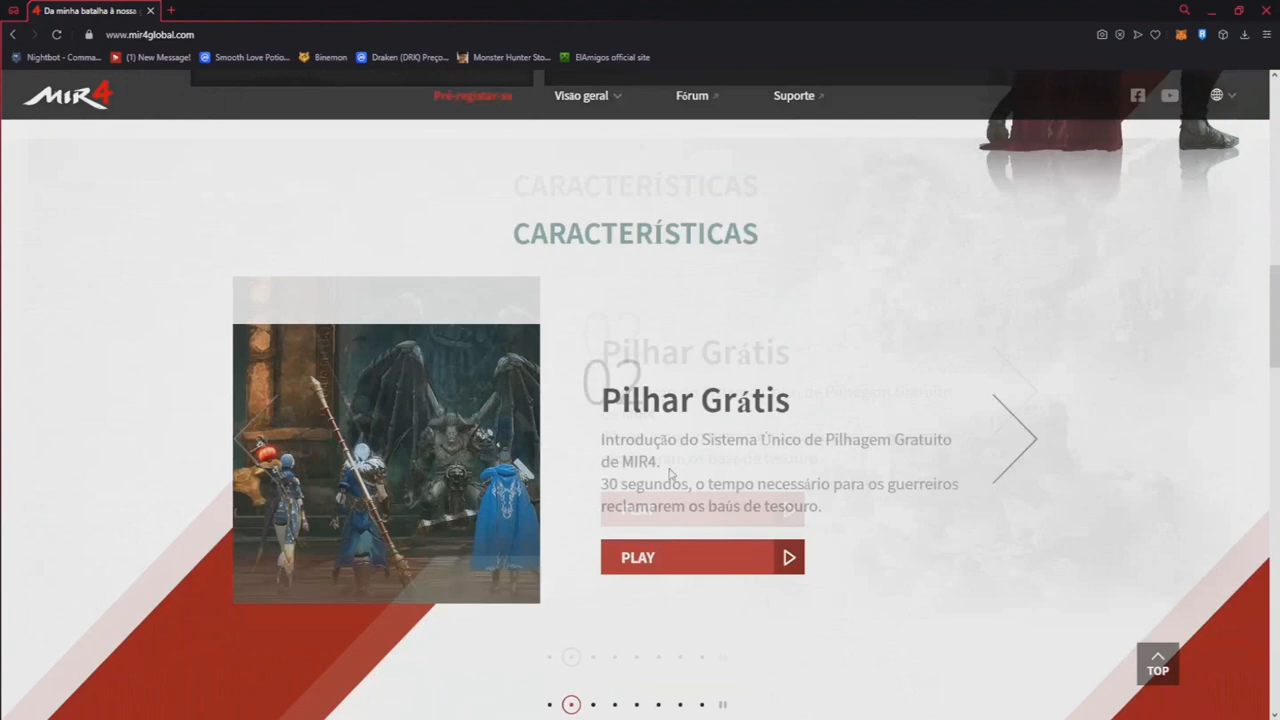 Da minha batalha à nossa
www.mir4global.com
Nightbot - Comma...
(1) New Message!
Smooth Love Potio...
Binemon
Draken (DRK) Preço...
Monster Hunter Sto...
ElAmigos official site
MIR4
Pré-registar-se
Visão geral
Fórum
Suporte
CARACTERÍSTICAS
CARACTERÍSTICAS
02
Pilhar Grátis
Pilhar Grátis
Introdução do Sistema Único de Pilhagem Gratuito
de MIR4.
30 segundos, o tempo necessário para os guerreiros
reclamarem os baús de tesouro.
PLAY
TOP